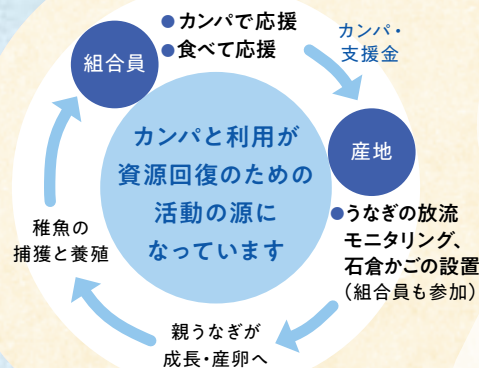 ●カンパで応援
●食べて応援
組合員
カンパ・
支援金
産地
カンパと利用が
資源回復のための
活動の源に
なっています
●うなぎの放流
モニタリング、
石倉かごの設置
(組合員も参加)
親うなぎが
成長・産卵へ
稚魚の
捕獲と養殖